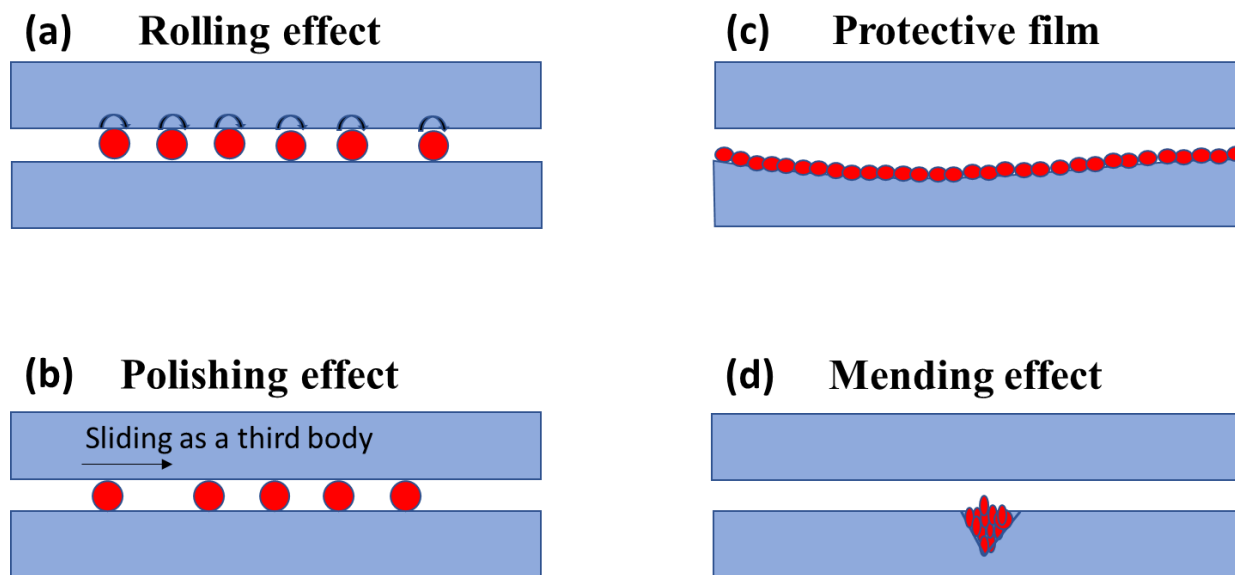 (a) Rolling effect
(c) Protective film
(b) Polishing effect
Sliding as a third body
(d) Mending effect